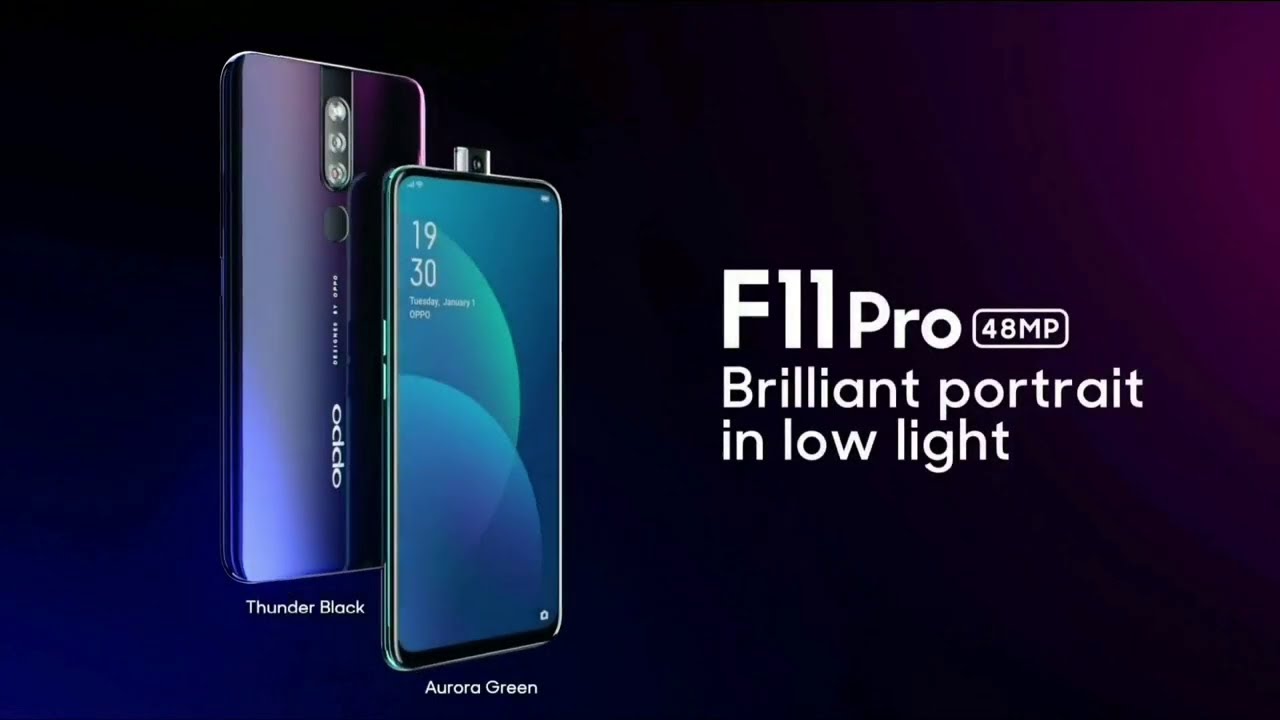 DESIGNED BY OPPO
oppo
Thunder Black
19
30
Tuesday, January 1
OPPO
Aurora Green
F11 Pro 48MP
Brilliant portrait
in low light